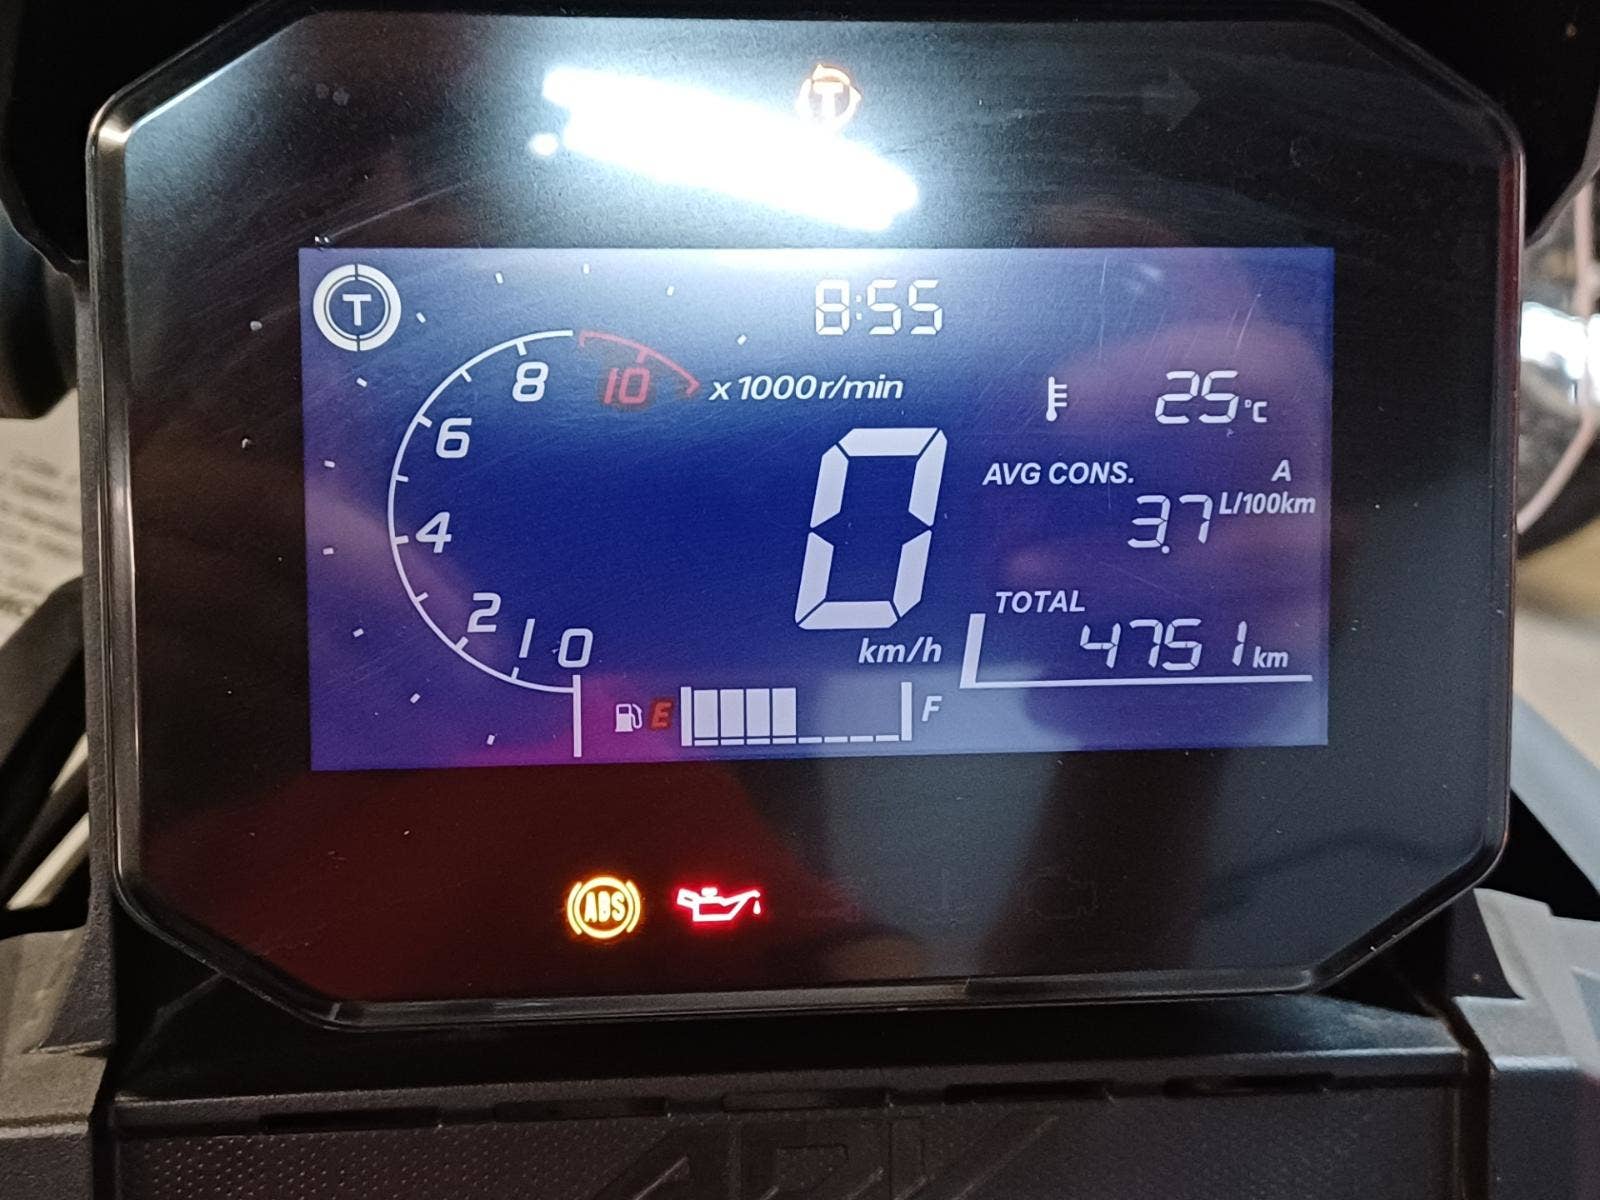 T
T
8:55
8
10
x 1000 r/min
25 °C
6
AVG CONS. A
3.7 L/100km
4
0
TOTAL
2
1
0
km/h
4751 km
E
F
ABS